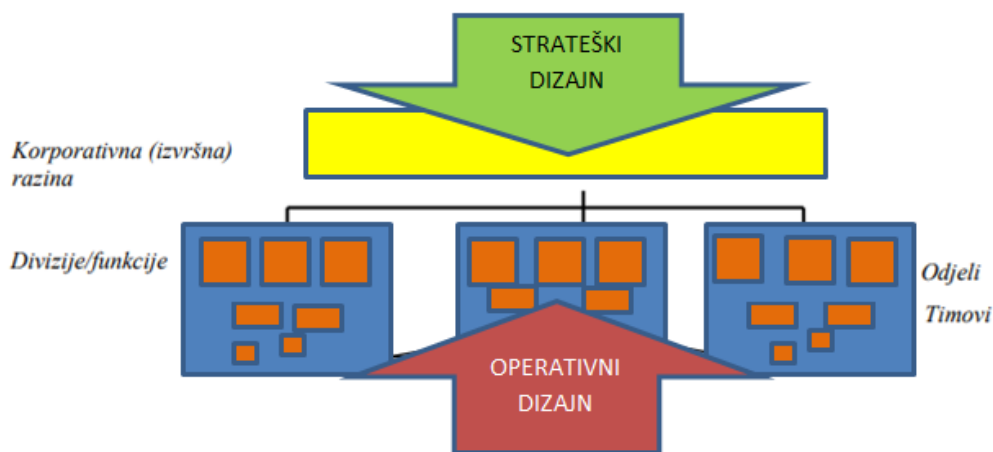 STRATEŠKI
DIZAJN
Korporativna (izvršna)
razina
Divizije/funkcije
Odjeli
Timovi
OPERATIVNI
DIZAJN